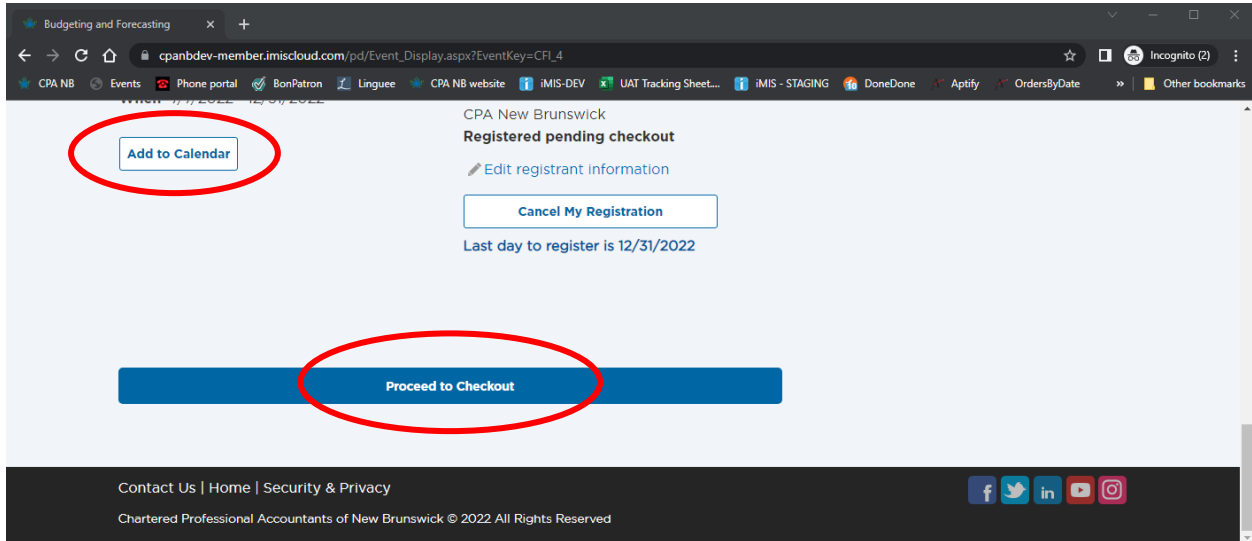 Budgeting and Forecasting
cpanbdev-member.imiscloud.com/pd/Event_Display.aspx?EventKey=CFI_4
Incognito (2)
CPA NB Events Phone portal BonPatron Linguee CPA NB website iMIS-DEV UAT Tracking Sheet.... iMIS - STAGING DoneDone Aptify OrdersByDate » Other bookmarks
When 12/31/2022
Add to Calendar
CPA New Brunswick
Registered pending checkout
Edit registrant information
Cancel My Registration
Last day to register is 12/31/2022
Proceed to Checkout
Contact Us | Home | Security & Privacy
Chartered Professional Accountants of New Brunswick © 2022 All Rights Reserved